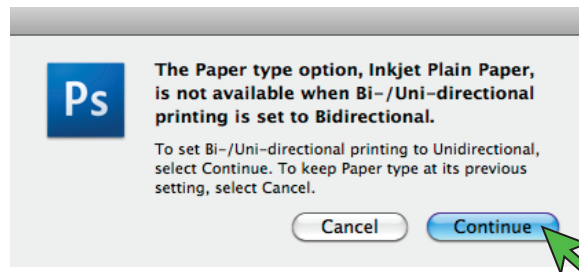 Ps
The Paper type option, Inkjet Plain Paper,
is not available when Bi-/Uni-directional
printing is set to Bidirectional.
To set Bi-/Uni-directional printing to Unidirectional,
select Continue. To keep Paper type at its previous
setting, select Cancel.
Cancel Continue